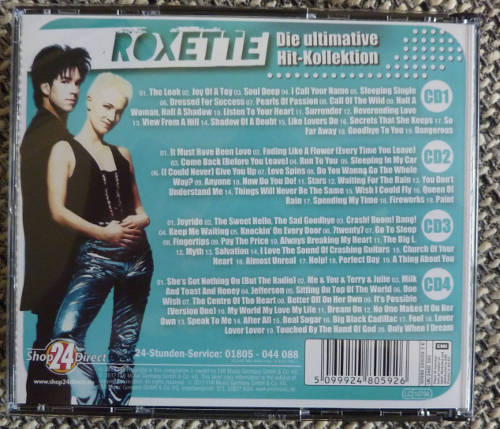 ROXETTE
Die ultimative
Hit-Kollektion
01. The Look 02. Joy Of A Toy 03. Soul Deep 04. I Call Your Name 05. Sleeping Single
06. Dressed For Success 07. Pearls Of Passion 08. Call Of The Wild 09. Half A
Woman, Half A Shadow 10. Listen To Your Heart 11. Surrender 12. Neverending Love
13. View From A Hill 14. Shadow Of A Doubt 15. Like Lovers Do 16. Secrets That She Keeps 17. So
Far Away 18. Goodbye To You 19. Dangerous
CD1
01. It Must Have Been Love 02. Fading Like A Flower (Every Time You Leave)
03. Come Back (Before You Leave) 04. Run To You 05. Sleeping In My Car
06. (I Could Never) Give You Up 07. Love Spins 08. Do You Wanna Go The Whole
Way? 09. Anyone 10. How Do You Do! 11. Stars 12. Waiting For The Rain 13. You Don't
Understand Me 14. Things Will Never Be The Same 15. Wish I Could Fly 16. Queen Of
Rain 17. Spending My Time 18. Fireworks 19. Paint
CD2
01. Joyride 02. The Sweet Hello, The Sad Goodbye 03. Crash! Boom! Bang!
04. Keep Me Waiting 05. Knockin' On Every Door 06. 7twenty7 07. Go To Sleep
08. Fingertips 09. Pay The Price 10. Always Breaking My Heart 11. The Big L.
12. Myth 13. Salvation 14. I Love The Sound Of Crashing Guitars 15. Church Of Your
Heart 16. Almost Unreal 17. Help! 18. Perfect Day 19. A Thing About You
CD3
01. She's Got Nothing On (But The Radio) 02. Me & You & Terry & Julie 03. Milk
And Toast And Honey 04. Jefferson 05. Sitting On Top Of The World 06. One
Wish 07. The Centre Of The Heart 08. Better Off On Her Own 09. It's Possible
(Version One) 10. My World My Love My Life 11. Dream On 12. No One Makes It On Her
Own 13. Speak To Me 14. After All 15. Real Sugar 16. Big Black Cadillac 17. Fool 18. Lover
Lover Lover 19. Touched By The Hand Of God 20. Only When I Dream
CD4
Shop 24 Direct
www.shop24direct.de
24-Stunden-Service: 01805 - 044 088
EMI
5 099924 805926